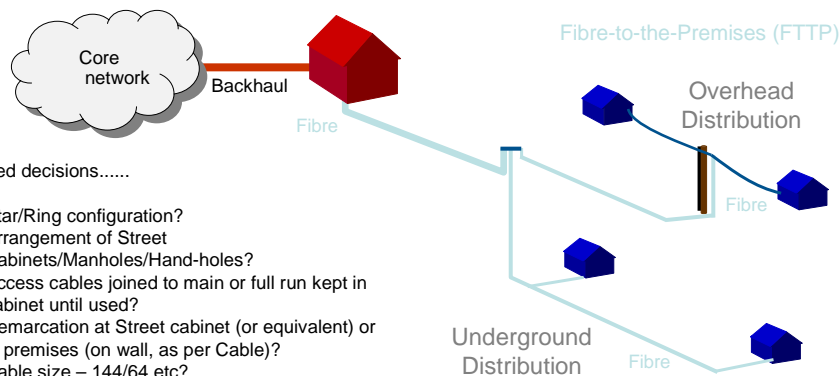 Fibre-to-the-Premises (FTTP)
Core
network
Backhaul
Overhead
Distribution
Fibre
Fibre
ed decisions......
tar/Ring configuration?
rrangement of Street
abinets/Manholes/Hand-holes?
ccess cables joined to main or full run kept in
abinet until used?
emarcation at Street cabinet (or equivalent) or
premises (on wall, as per Cable)?
able size – 144/64 etc?
Underground
Distribution
Fibre